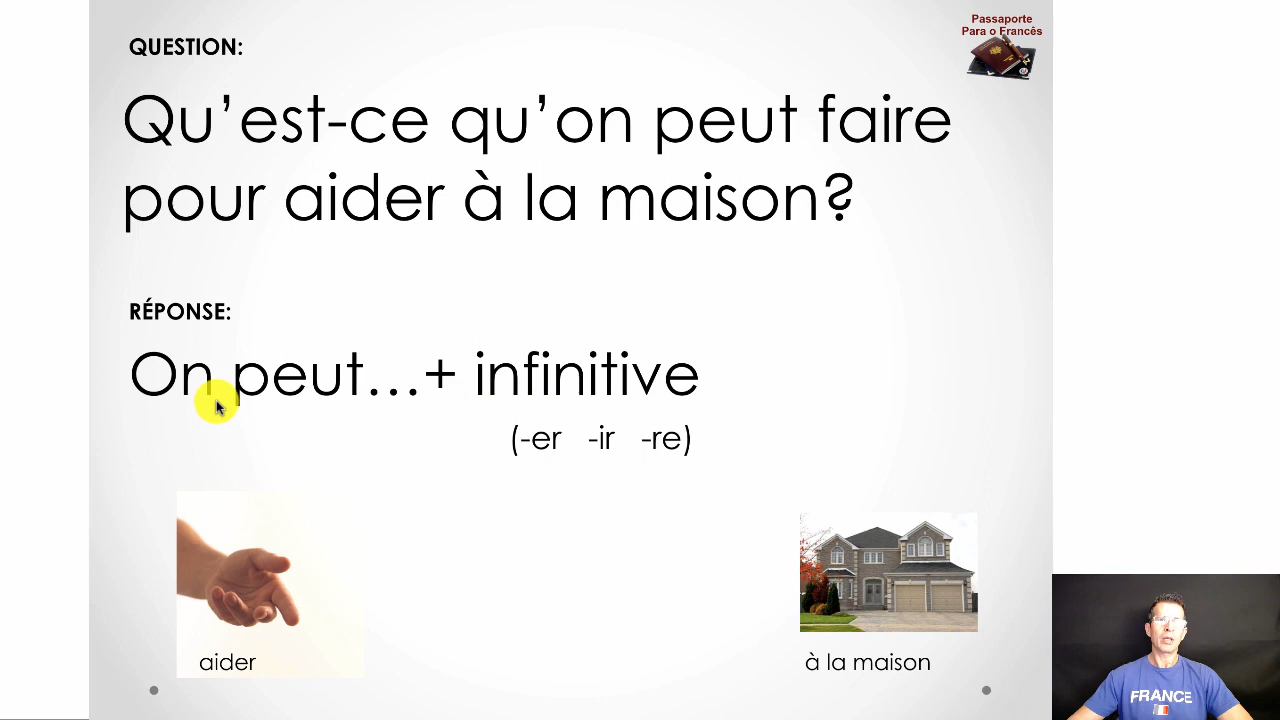 Passaporte
Para o Francês
QUESTION:
Qu’est-ce qu’on peut faire
pour aider à la maison?
RÉPONSE:
On peut…+ infinitive
(-er -ir -re)
aider
à la maison
FRANCE